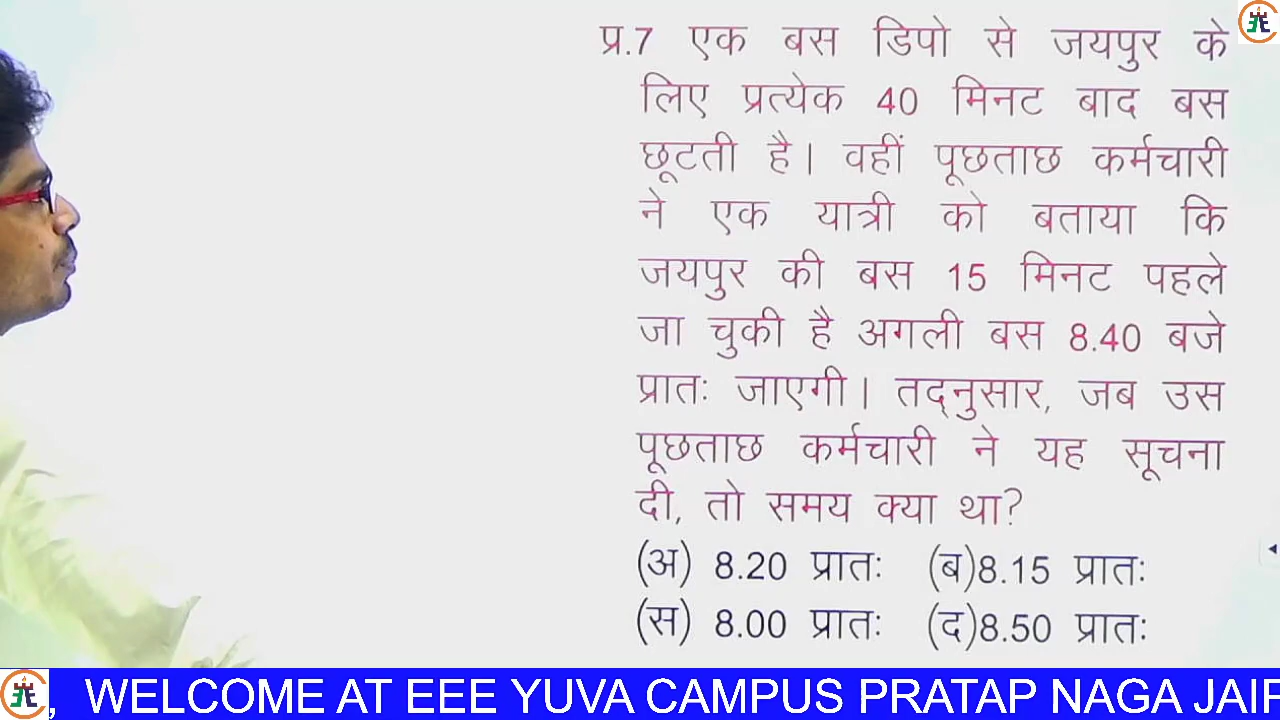 प्र.7 एक बस डिपो से जयपुर के
लिए प्रत्येक 40 मिनट बाद बस
छूटती है। वहीं पूछताछ कर्मचारी
ने एक यात्री को बताया कि
जयपुर की बस 15 मिनट पहले
जा चुकी है अगली बस 8.40 बजे
प्रातः जाएगी। तद्नुसार, जब उस
पूछताछ कर्मचारी ने यह सूचना
दी, तो समय क्या था?
(अ) 8.20 प्रातः (ब)8.15 प्रातः
(स) 8.00 प्रातः (द)8.50 प्रातः
, WELCOME AT EEE YUVA CAMPUS PRATAP NAGA JAIF